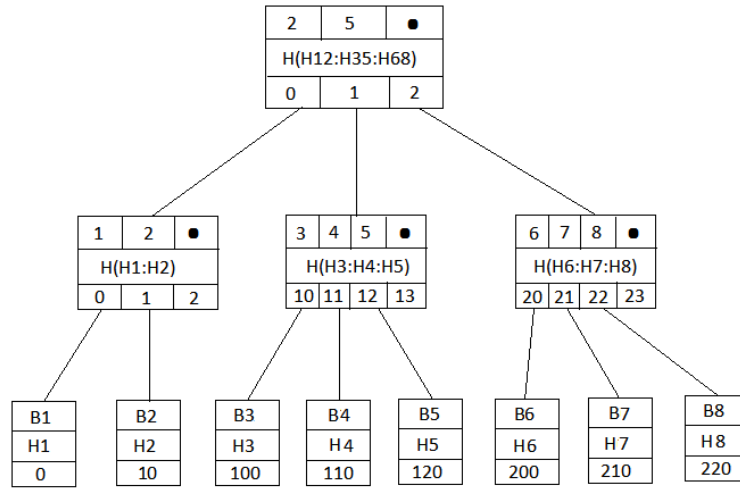 2 5 ●
H(H12:H35:H68)
0 1 2
1 2 ●
H(H1:H2)
0 1 2
3 4 5 ●
H(H3:H4:H5)
10 11 12 13
6 7 8 ●
H(H6:H7:H8)
20 21 22 23
B1
H1
0
B2
H2
10
B3
H3
100
B4
H4
110
B5
H5
120
B6
H6
200
B7
H7
210
B8
H8
220